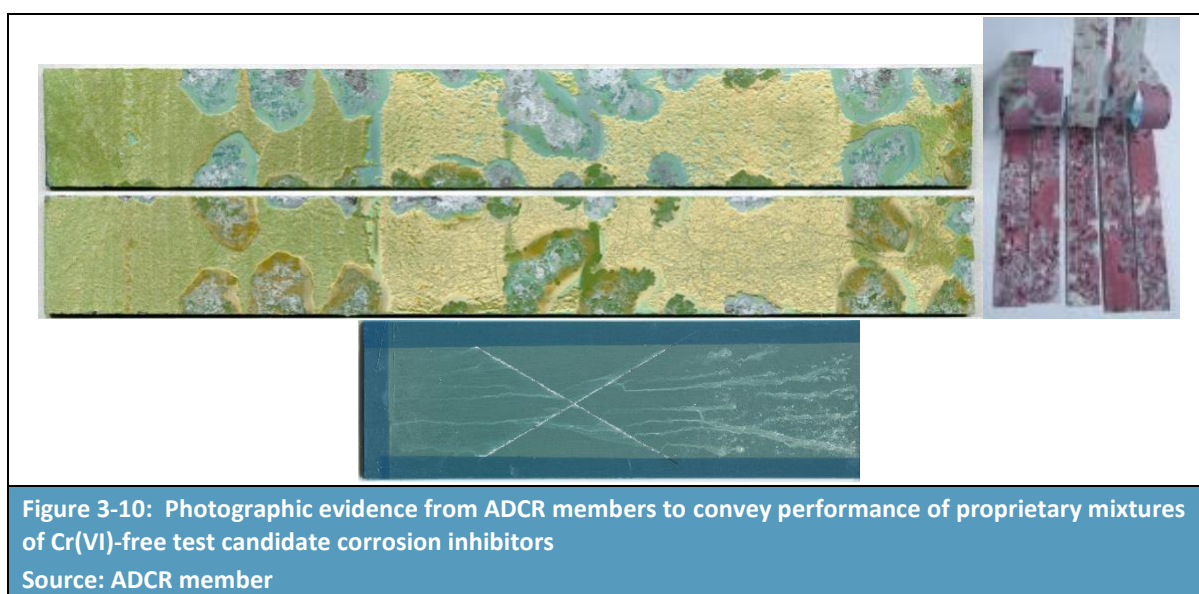 Figure 3-10: Photographic evidence from ADCR members to convey performance of proprietary mixtures
of Cr(VI)-free test candidate corrosion inhibitors
Source: ADCR member